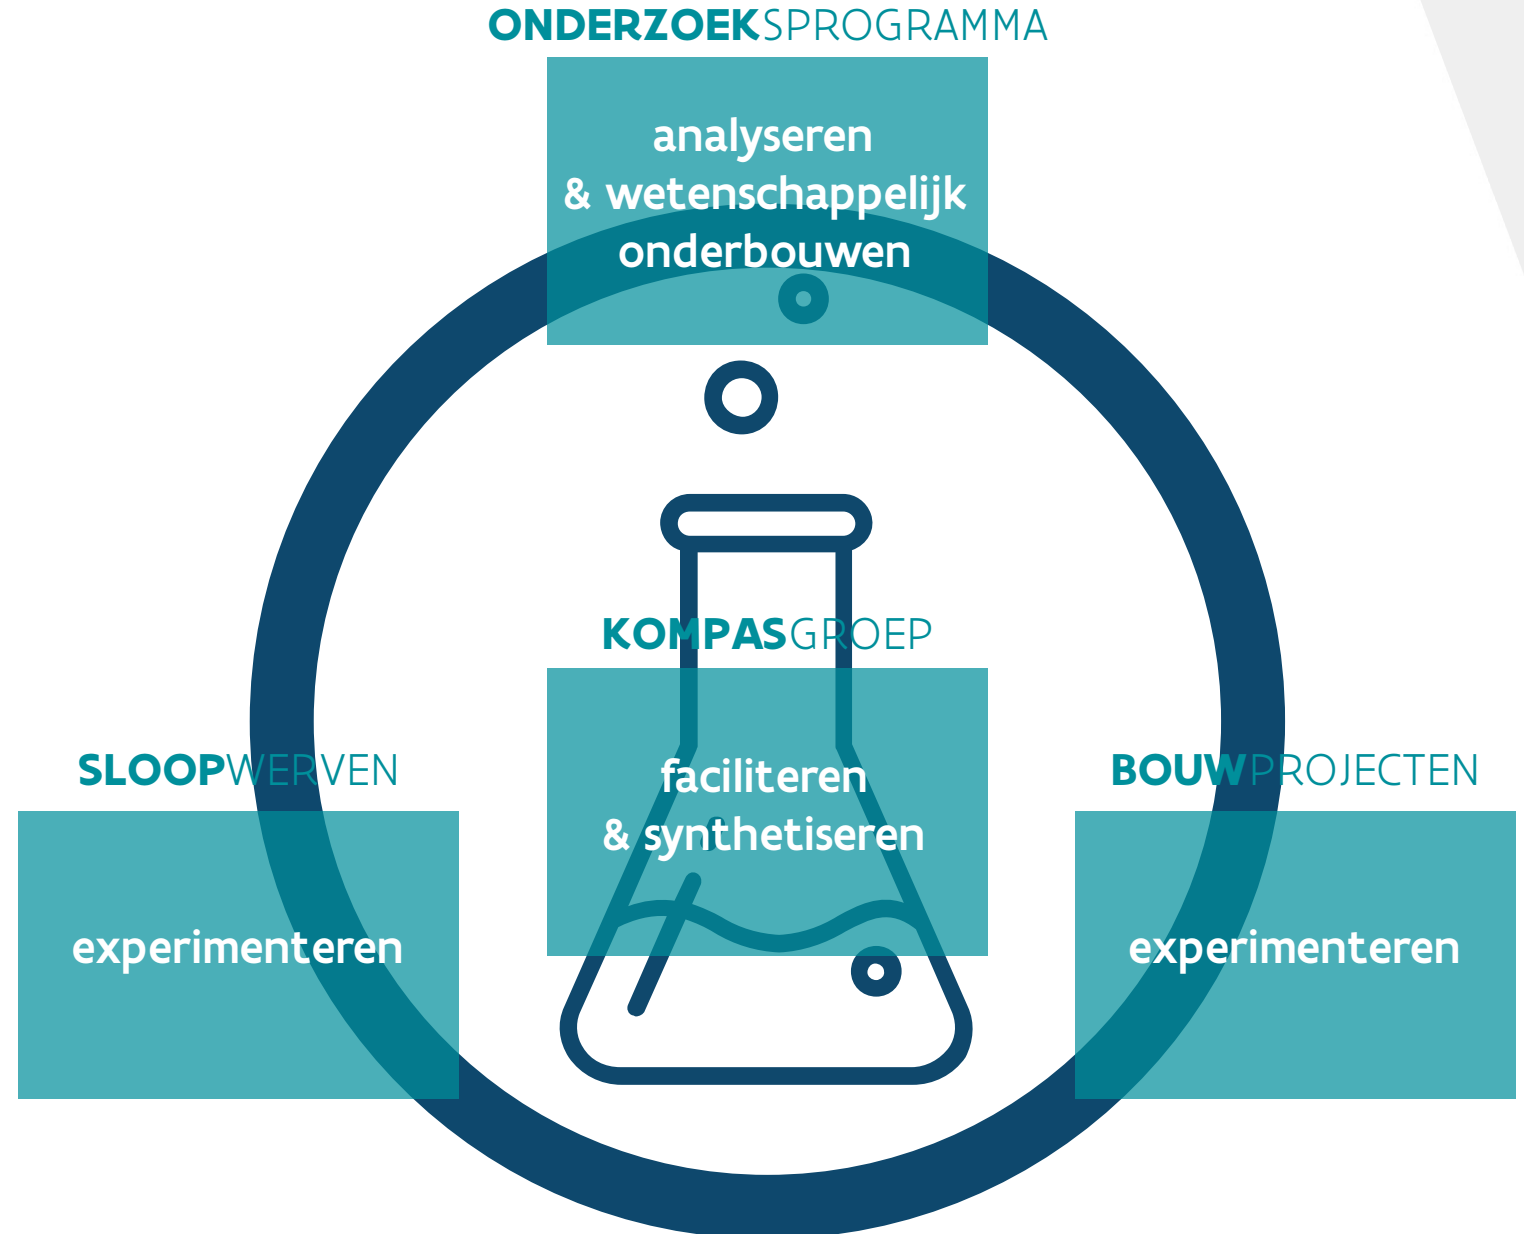 ONDERZOEKSPROGRAMMA
analyseren
& wetenschappelijk
onderbouwen
KOMPASGROEP
faciliteren
& synthetiseren
SLOOPWERVEN
experimenteren
BOUWPROJECTEN
experimenteren